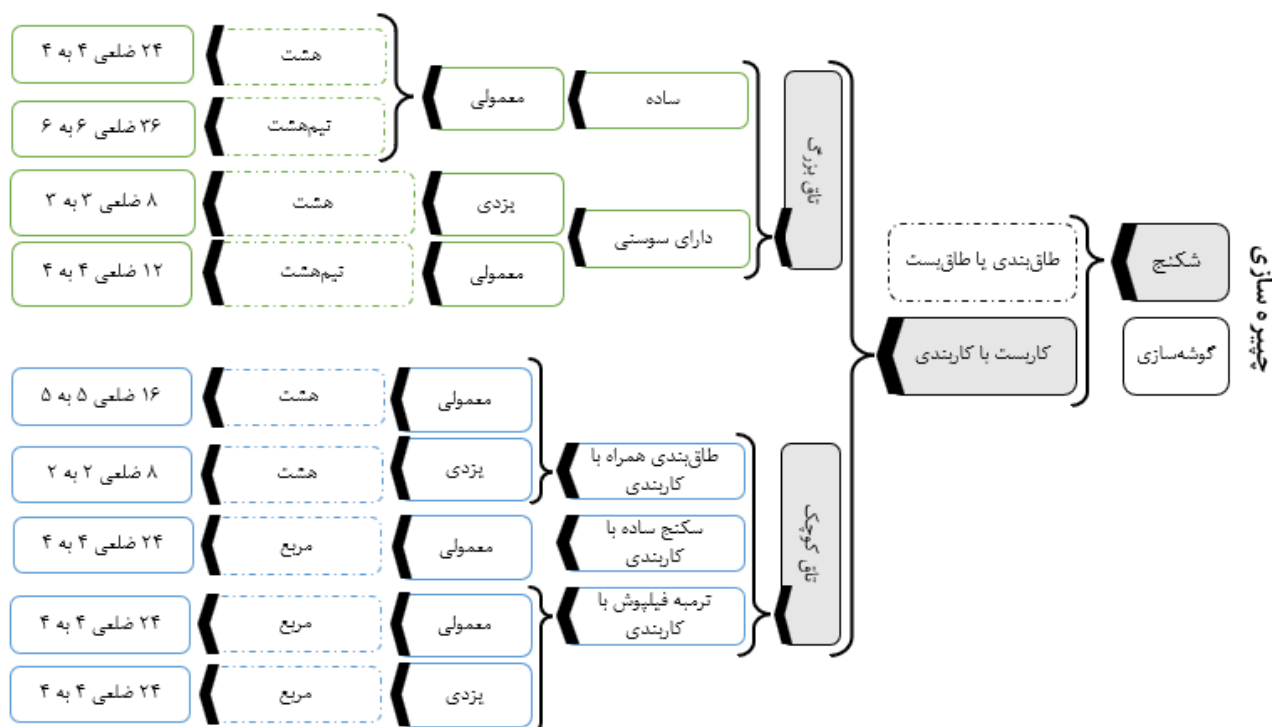 چپیره سازی
شکنج
گوشه‌سازی
طاق‌بندی یا طاق‌بست
کاربست با کاربندی
تاق بزرگ
ساده
معمولی
هشت
۲۴ ضلعی ۴ به ۴
تیم‌هشت
۳۶ ضلعی ۶ به ۶
دارای سوسنی
یزدی
هشت
۸ ضلعی ۳ به ۳
معمولی
تیم‌هشت
۱۲ ضلعی ۴ به ۴
تاق کوچک
طاق‌بندی همراه با
کاربندی
معمولی
هشت
۱۶ ضلعی ۵ به ۵
یزدی
هشت
۸ ضلعی ۲ به ۲
سکنج ساده با
کاربندی
معمولی
مربع
۲۴ ضلعی ۴ به ۴
ترمبه فیلپوش با
کاربندی
معمولی
مربع
۲۴ ضلعی ۴ به ۴
یزدی
مربع
۲۴ ضلعی ۴ به ۴